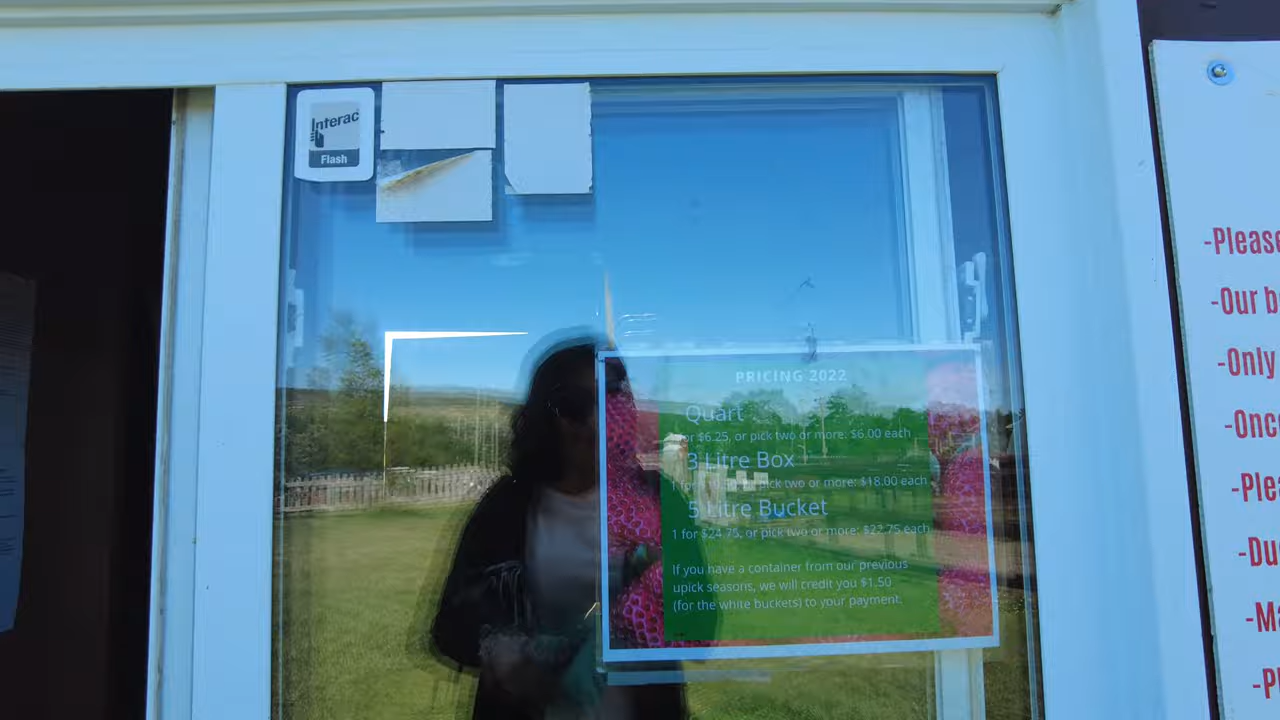 Interac
Flash
PRICING 2022
Quart
for $6.25, or pick two or more: $6.00 each
3 Litre Box
1 for pick two or more: $18.00 each
5 Litre Bucket
1 for $24.75, or pick two or more: $22.75 each
If you have a container from our previous
upick seasons, we will credit you $1.50
(for the white buckets) to your payment.
-Please
-Our b
-Only
-Once
-Plea
-Du
-Ma
-Pl